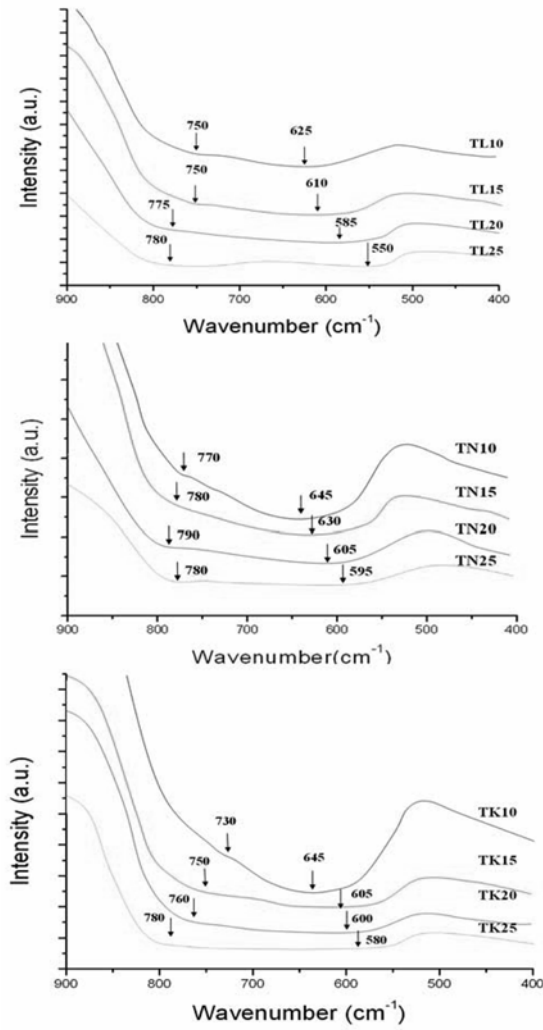 Intensity (a.u.)
750
625
TL10
750
610
TL15
775
585
TL20
780
550
TL25
900 800 700 600 500 400
Wavenumber (cm⁻¹)
Intensity (a.u.)
770
645
TN10
780
630
TN15
790
605
TN20
780
595
TN25
900 800 700 600 500 400
Wavenumber(cm⁻¹)
Intensity (a.u.)
730
645
TK10
750
605
TK15
760
600
TK20
780
580
TK25
900 800 700 600 500 400
Wavenumber (cm⁻¹)